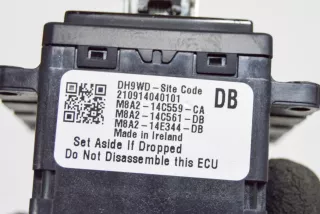 DH9WD-Site Code
210914040101
M8A2-14C559-CA
M8A2-14C561-DB
M8A2-14E344-DB
Made in Ireland
DB
Set Aside If Dropped
Do Not Disassemble this ECU